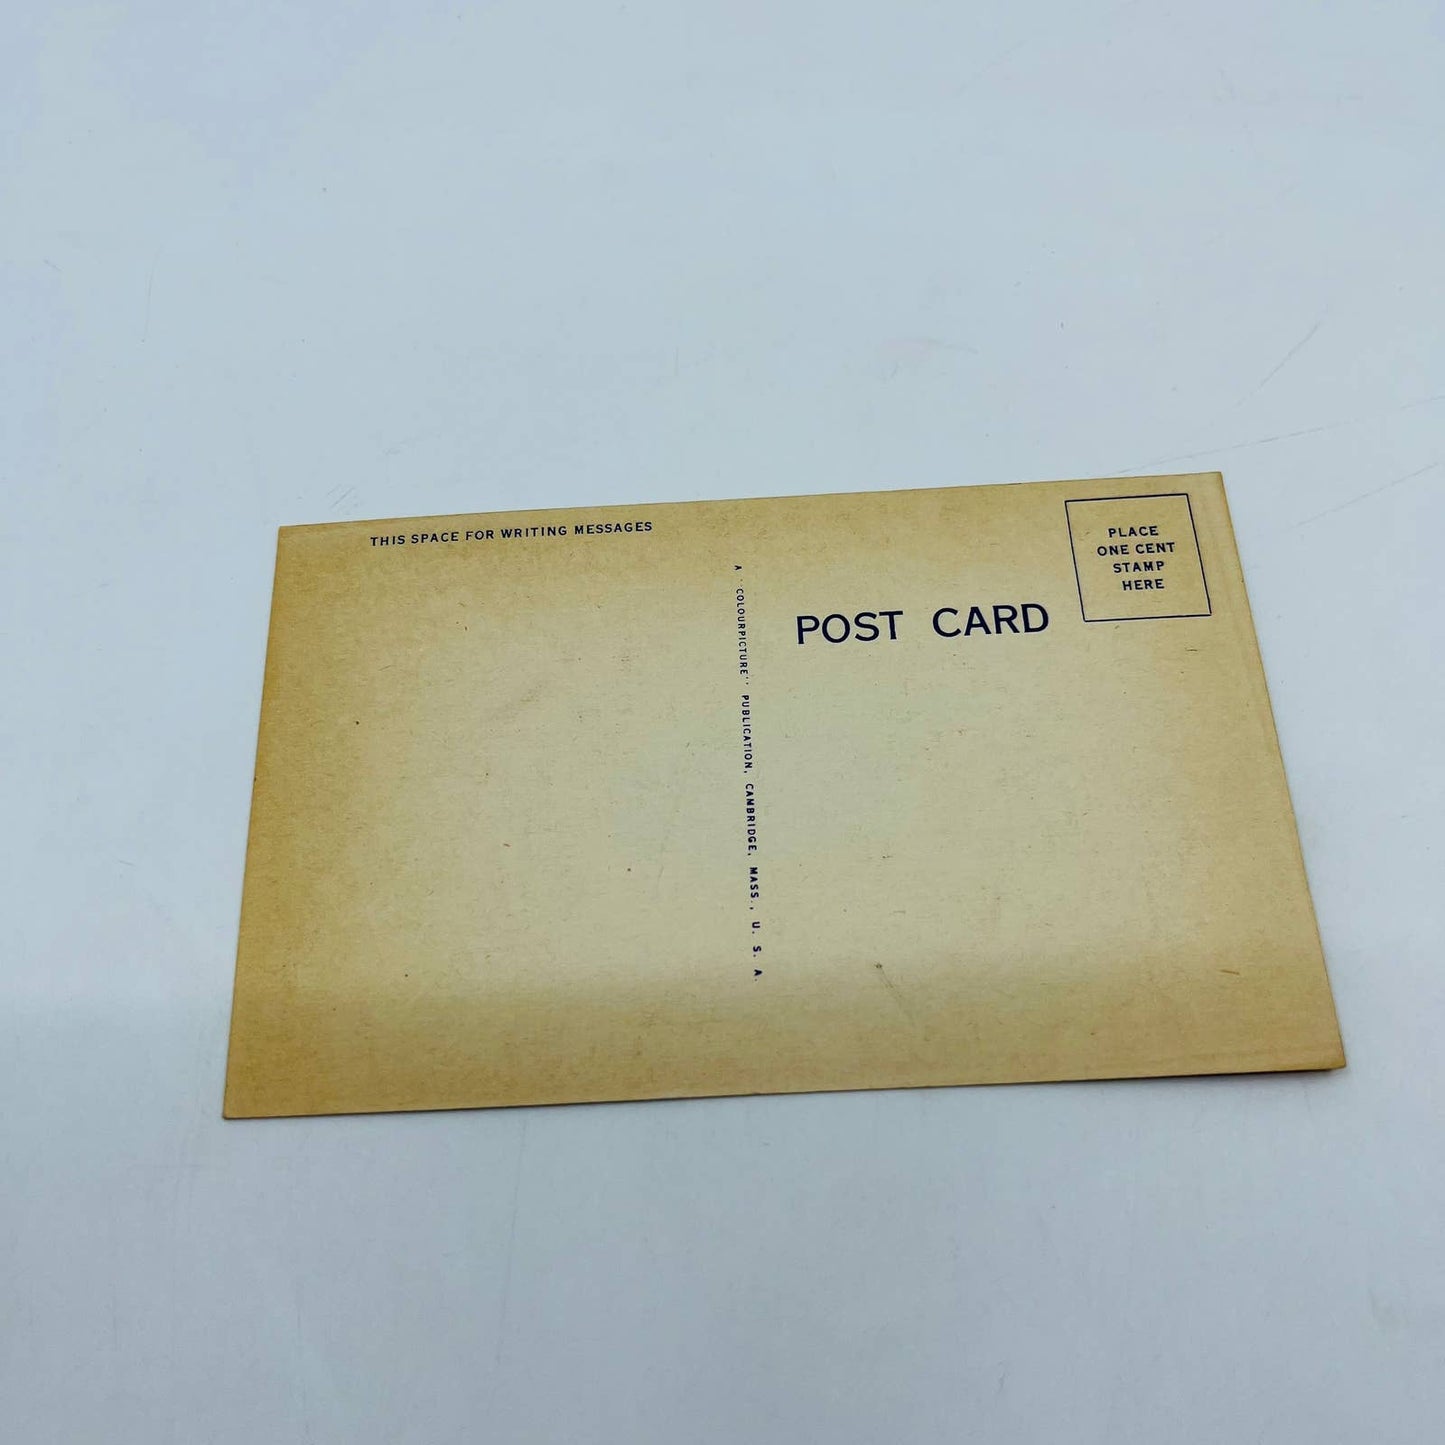 THIS SPACE FOR WRITING MESSAGES
A "COLOURPICTURE" PUBLICATION, CAMBRIDGE, MASS., U. S. A.
POST CARD
PLACE
ONE CENT
STAMP
HERE